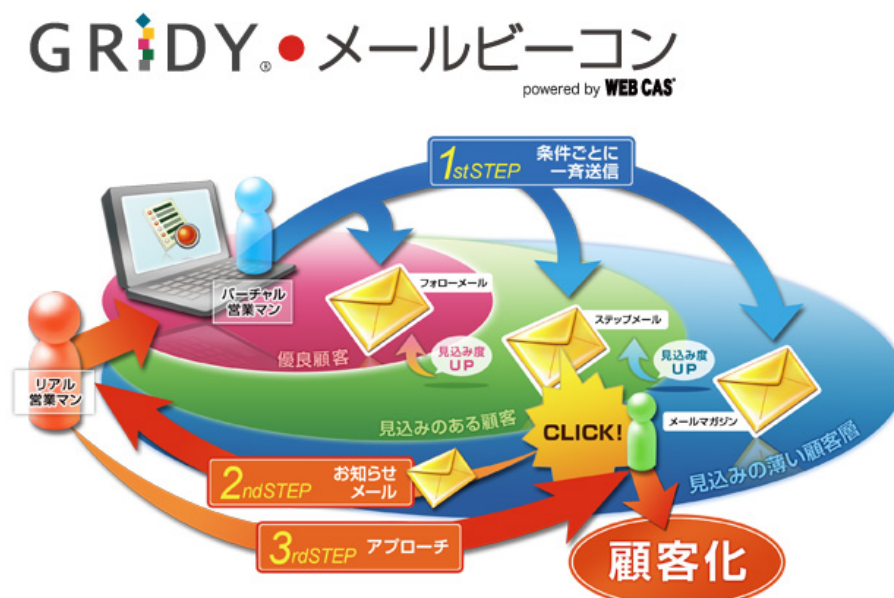 GRiDY®●メールビーコン
powered by WEBCAS®
1stSTEP
条件ごとに
一斉送信
フォローメール
バーチャル
営業マン
ステップメール
優良顧客
見込み度
UP
見込み度
UP
リアル
営業マン
メールマガジン
見込みのある顧客
CLICK!
見込みの薄い顧客層
2ndSTEP
お知らせ
メール
3rdSTEP
アプローチ
顧客化